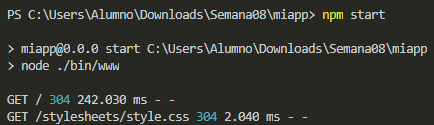 PS C:\Users\Alumno\Downloads\Semana08\miapp> npm start
> miapp@0.0.0 start C:\Users\Alumno\Downloads\Semana08\miapp
> node ./bin/www
GET / 304 242.030 ms - -
GET /stylesheets/style.css 304 2.040 ms - -